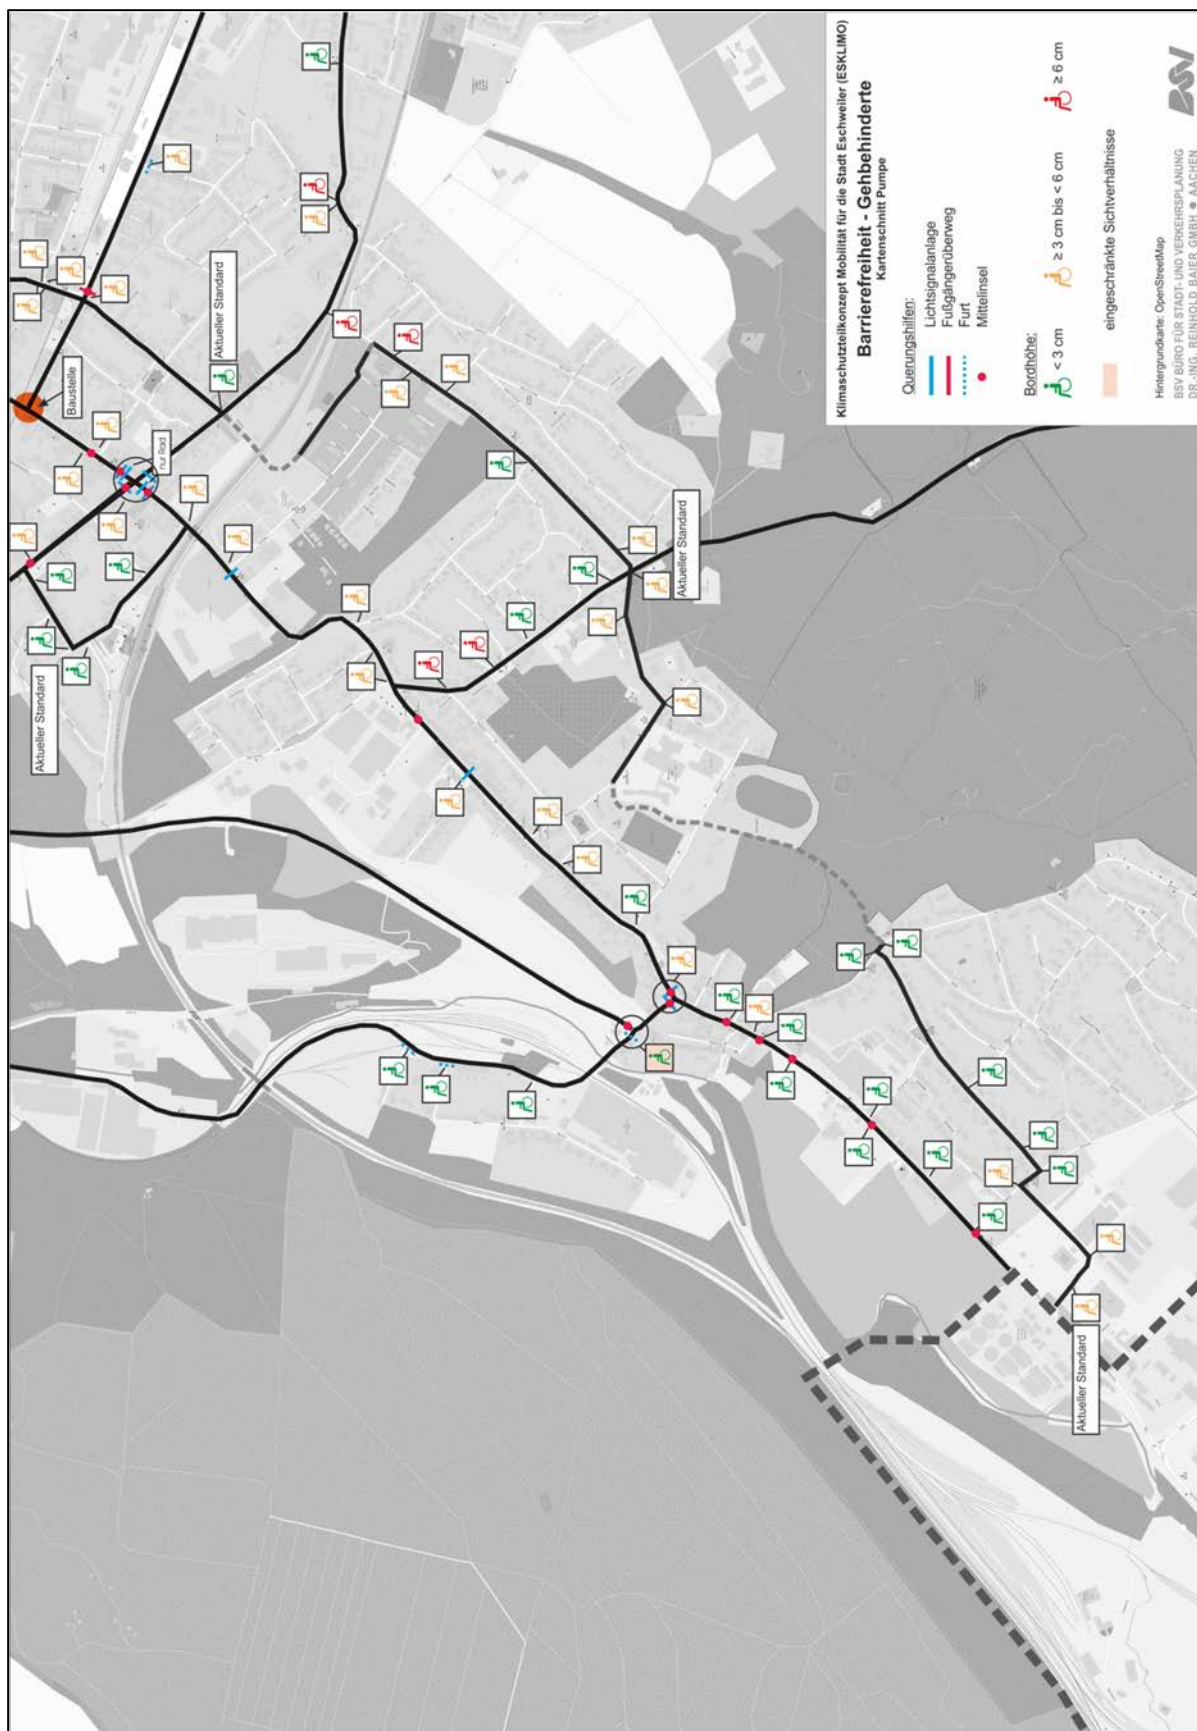 Klimaschutzteilkonzept Mobilität für die Stadt Eschweiler (ESKLIMO)
Barrierefreiheit - Gehbehinderte
Kartenschnitt Pumpe
Querungshilfen:
Lichtsignalanlage
Fußgängerüberweg
Furt
Mittelinsel
Bordhöhe:
< 3 cm
≥ 3 cm bis < 6 cm
≥ 6 cm
eingeschränkte Sichtverhältnisse
Hintergrundkarte: OpenStreetMap
BSV BÜRO FÜR STADT- UND VERKEHRSPLANUNG
DR.-ING. REINHOLD BAIER GMBH ● AACHEN
BSV
Aktueller Standard
Baustelle
nur Rad
Aktueller Standard
Aktueller Standard
Aktueller Standard